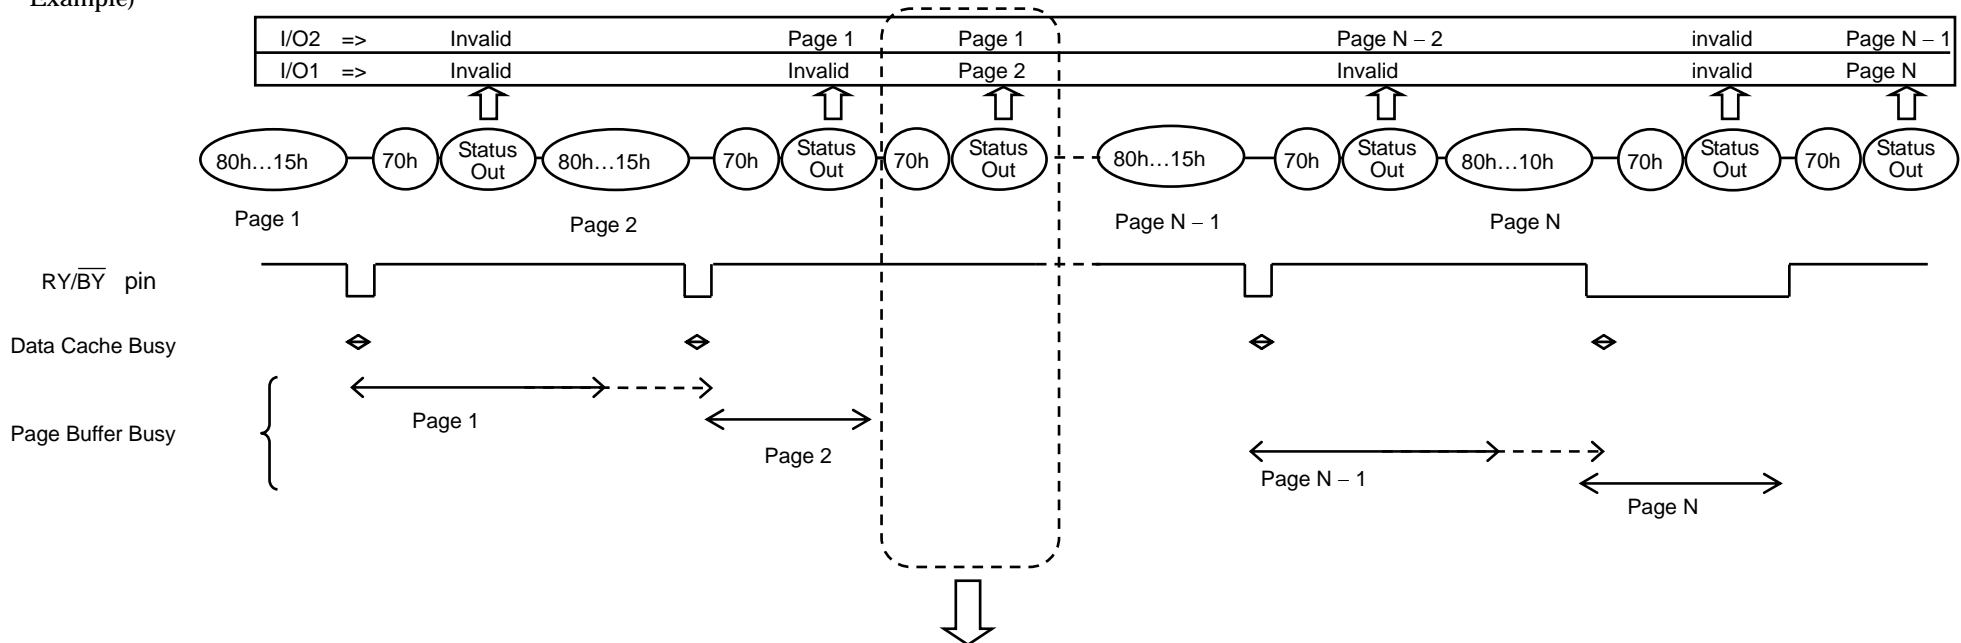 Example)
I/O2 => Invalid Page 1 Page 1 Page N – 2 invalid Page N – 1
I/O1 => Invalid Invalid Page 2 Invalid invalid Page N
80h…15h 70h Status Out 80h…15h 70h Status Out 70h Status Out 80h…15h 70h Status Out 80h…10h 70h Status Out 70h Status Out
Page 1 Page 2 Page N – 1 Page N
RY/B̅Y̅ pin
Data Cache Busy
Page 1
Page Buffer Busy
Page 2
Page N – 1
Page N